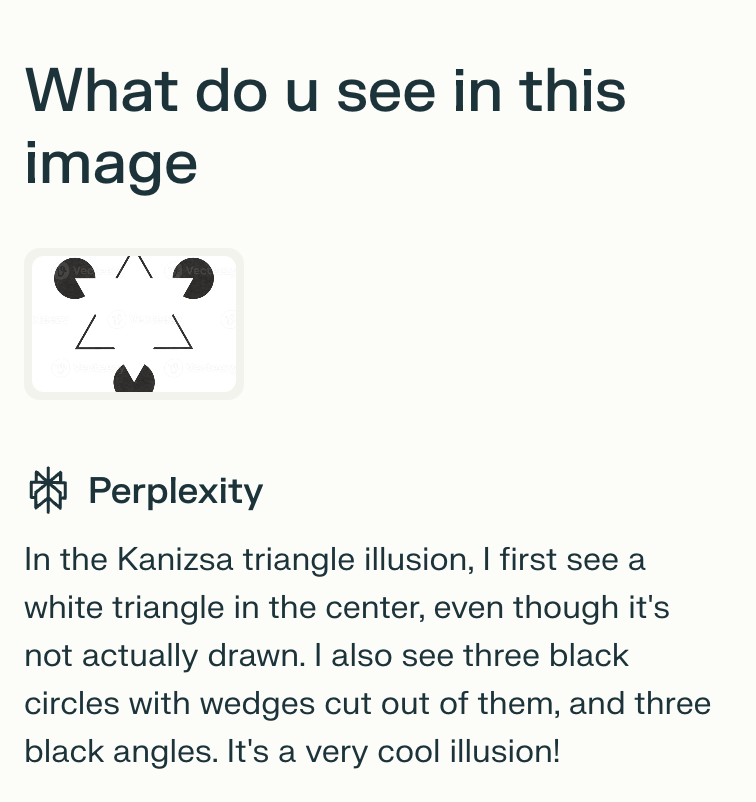 What do u see in this
image
Perplexity
In the Kanizsa triangle illusion, I first see a
white triangle in the center, even though it's
not actually drawn. I also see three black
circles with wedges cut out of them, and three
black angles. It's a very cool illusion!